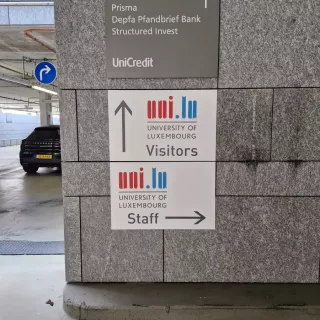 Prisma
Depfa Pfandbrief Bank
Structured Invest
UniCredit
uni.lu
UNIVERSITY OF
LUXEMBOURG
Visitors
uni.lu
UNIVERSITY OF
LUXEMBOURG
Staff